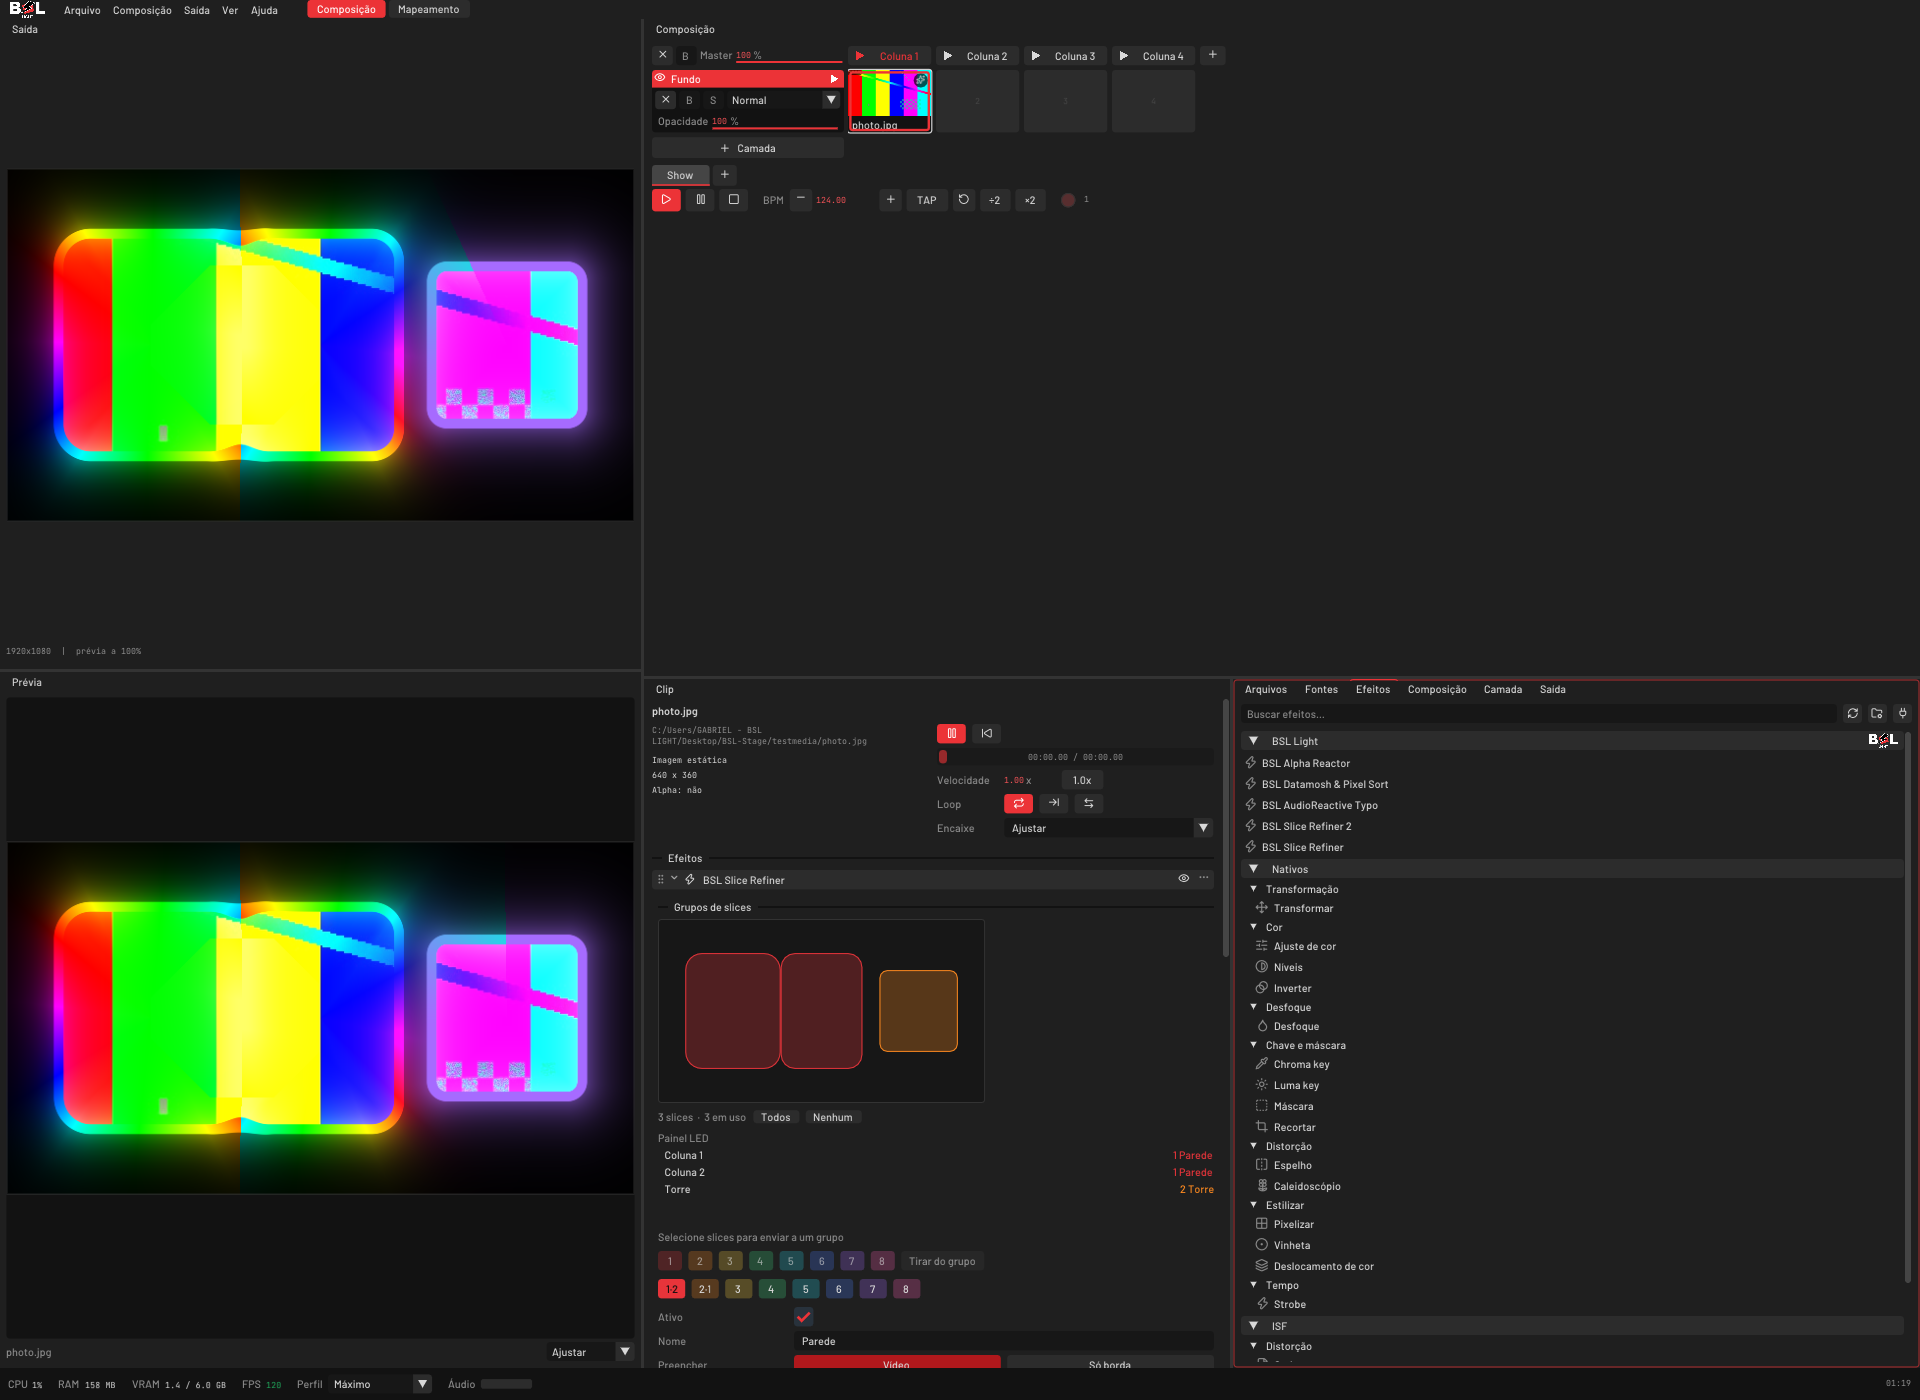 BSL Arquivo Composição Saída Ver Ajuda Composição Mapeamento
Saída
1920x1080 | prévia a 100%
Prévia
photo.jpg Ajustar
Composição
B Master 100 % Coluna 1 Coluna 2 Coluna 3 Coluna 4 +
Fundo
B S Normal
Opacidade 100 %
photo.jpg
2 3 4
+ Camada
Show +
BPM 124.00 + TAP ÷2 ×2 1
Clip
photo.jpg
C:/Users/GABRIEL - BSL
LIGHT/Desktop/BSL-Stage/testmedia/photo.jpg
Imagem estática
640 x 360
Alpha: não
00:00.00 / 00:00.00
Velocidade 1.00 x 1.0x
Loop
Encaixe Ajustar
Efeitos
BSL Slice Refiner
Grupos de slices
3 slices · 3 em uso Todos Nenhum
Painel LED
Coluna 1 1 Parede
Coluna 2 1 Parede
Torre 2 Torre
Selecione slices para enviar a um grupo
1 2 3 4 5 6 7 8 Tirar do grupo
1·2 2·1 3 4 5 6 7 8
Ativo
Nome Parede
Preencher Vídeo Só borda
Arquivos Fontes Efeitos Composição Camada Saída
Buscar efeitos...
BSL Light BSL
BSL Alpha Reactor
BSL Datamosh & Pixel Sort
BSL AudioReactive Typo
BSL Slice Refiner 2
BSL Slice Refiner
Nativos
Transformação
Transformar
Cor
Ajuste de cor
Níveis
Inverter
Desfoque
Desfoque
Chave e máscara
Chroma key
Luma key
Máscara
Recortar
Distorção
Espelho
Caleidoscópio
Estilizar
Pixelizar
Vinheta
Deslocamento de cor
Tempo
Strobe
ISF
Distorção
CPU 1% RAM 158 MB VRAM 1.4 / 6.0 GB FPS 120 Perfil Máximo Áudio 01:19